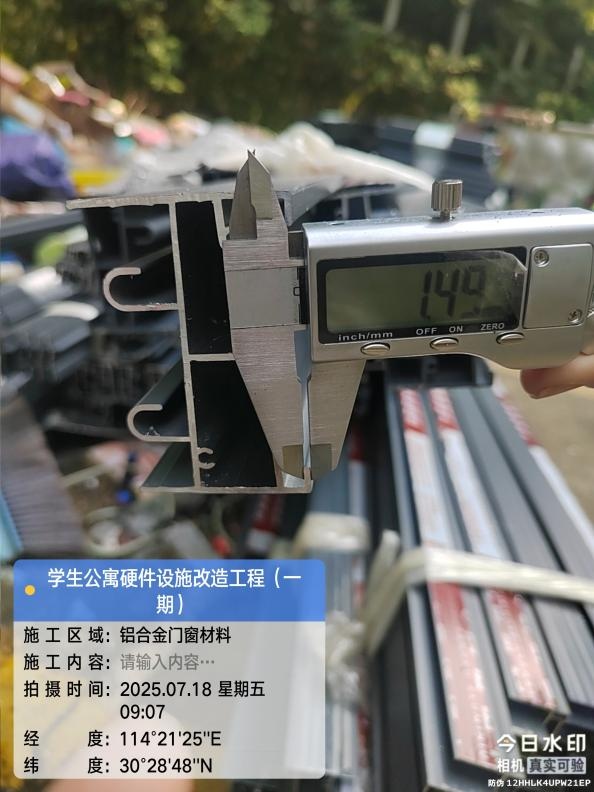 1.49
inch/mm OFF ON ZERO
学生公寓硬件设施改造工程（一
期）
施工区域：铝合金门窗材料
施工内容：请输入内容…
拍摄时间：2025.07.18 星期五
09:07
经度：114°21'25"E
纬度：30°28'48"N
今日水印
相机 真实可验
防伪 12HHLK4UPW21EP